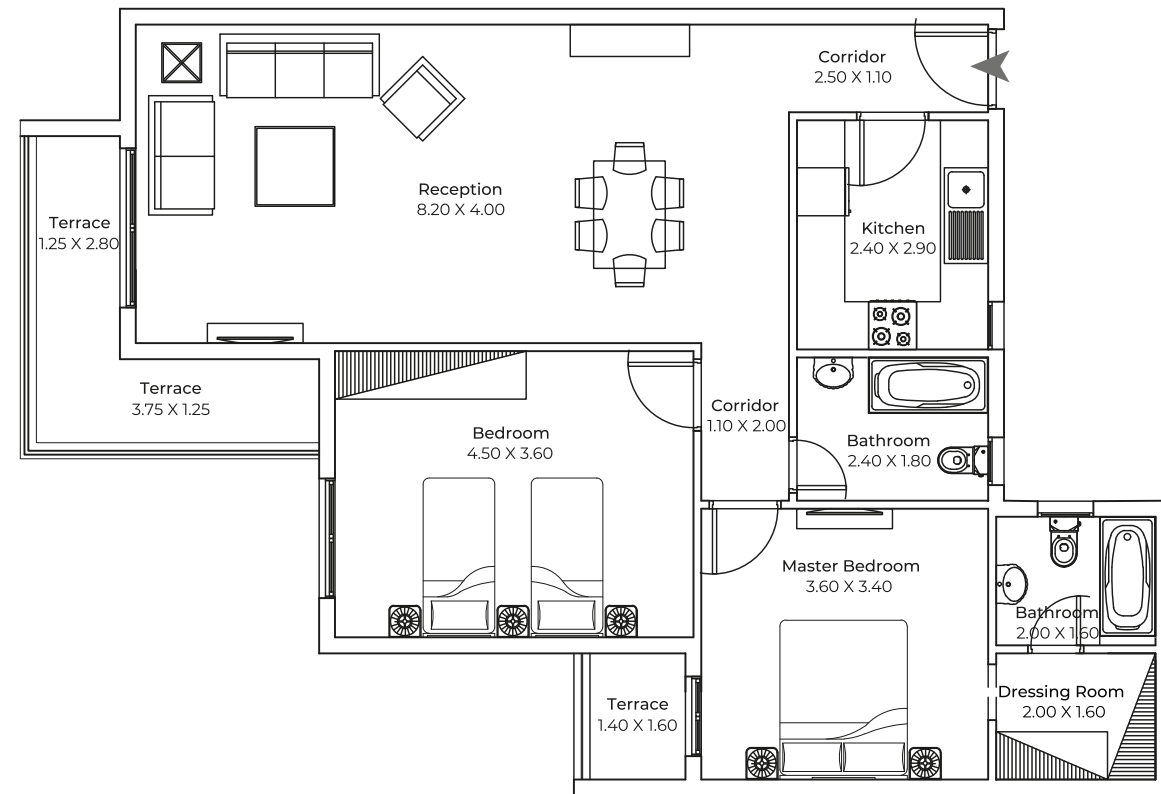 Corridor
2.50 X 1.10
Reception
8.20 X 4.00
Terrace
1.25 X 2.80
Kitchen
2.40 X 2.90
Terrace
3.75 X 1.25
Corridor
1.10 X 2.00
Bedroom
4.50 X 3.60
Bathroom
2.40 X 1.80
Master Bedroom
3.60 X 3.40
Bathroom
2.00 X 1.60
Terrace
1.40 X 1.60
Dressing Room
2.00 X 1.60